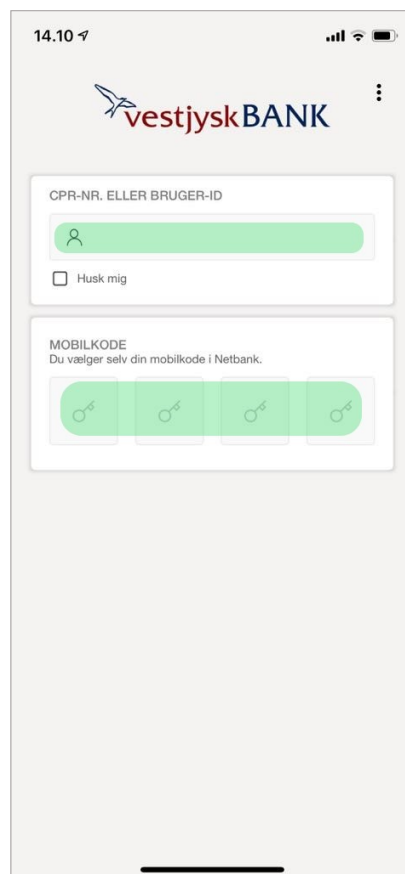 14.10
vestjyskBANK
CPR-NR. ELLER BRUGER-ID
Husk mig
MOBILKODE
Du vælger selv din mobilkode i Netbank.